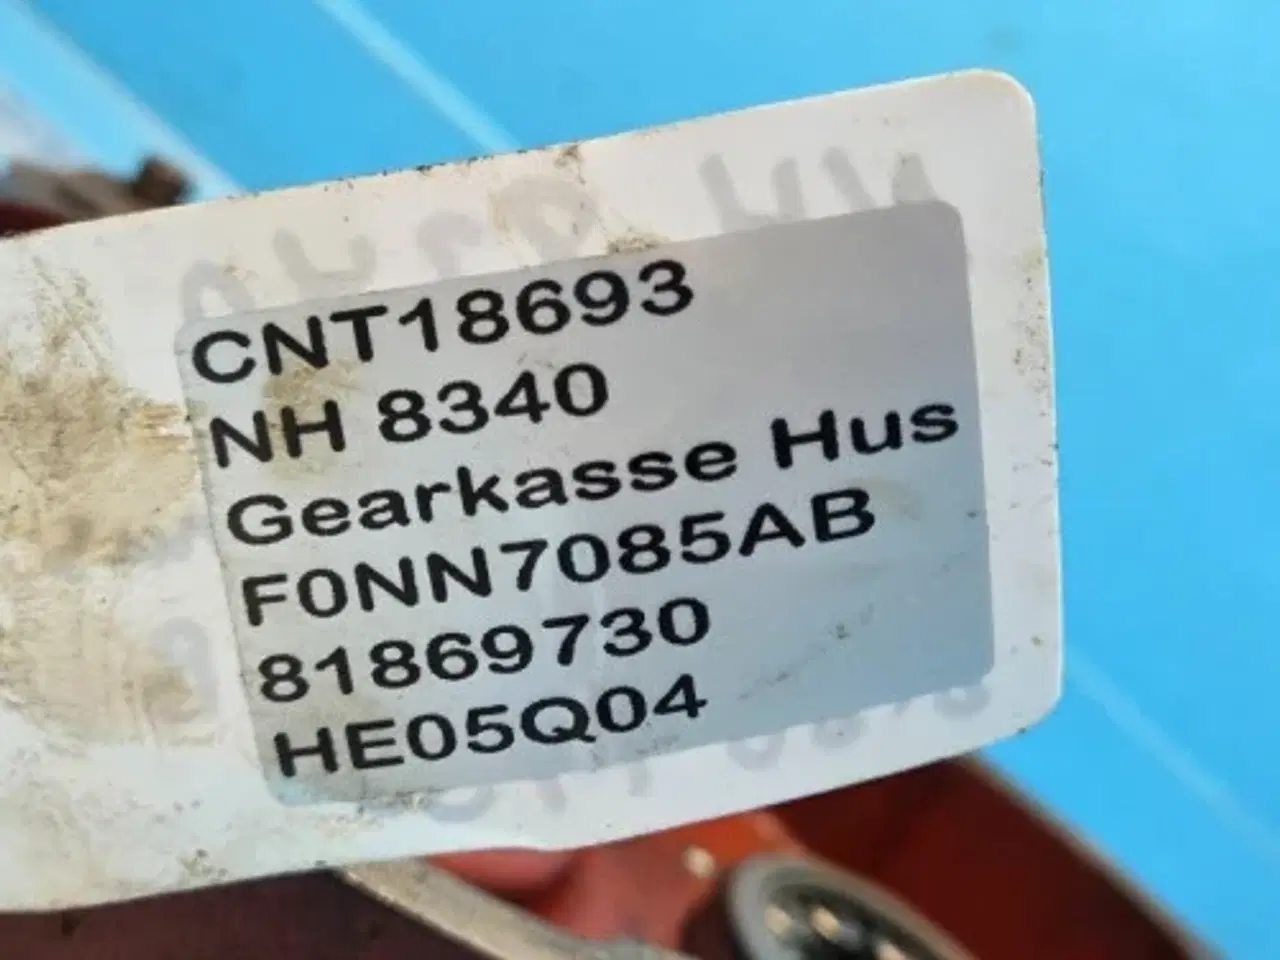 CNT18693
NH 8340
Gearkasse Hus
F0NN7085AB
81869730
HE05Q04